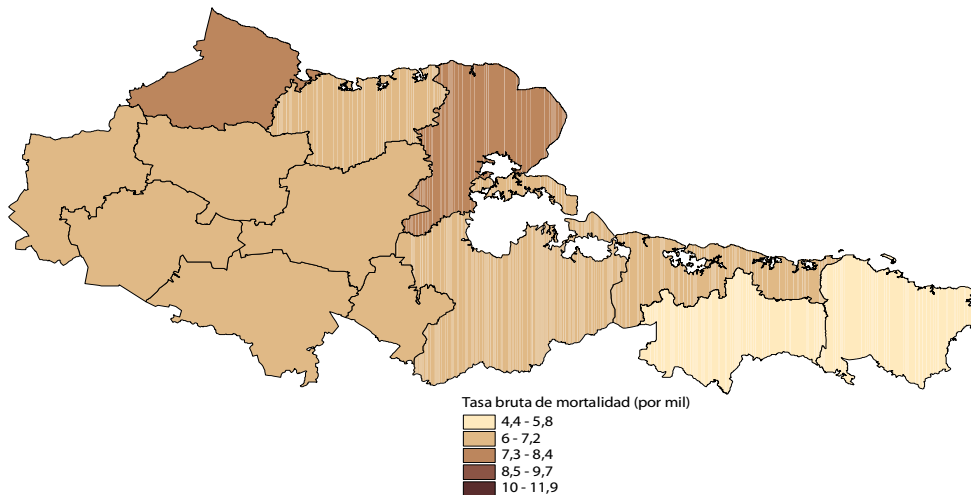 Tasa bruta de mortalidad (por mil)
4,4 - 5,8
6 - 7,2
7,3 - 8,4
8,5 - 9,7
10 - 11,9